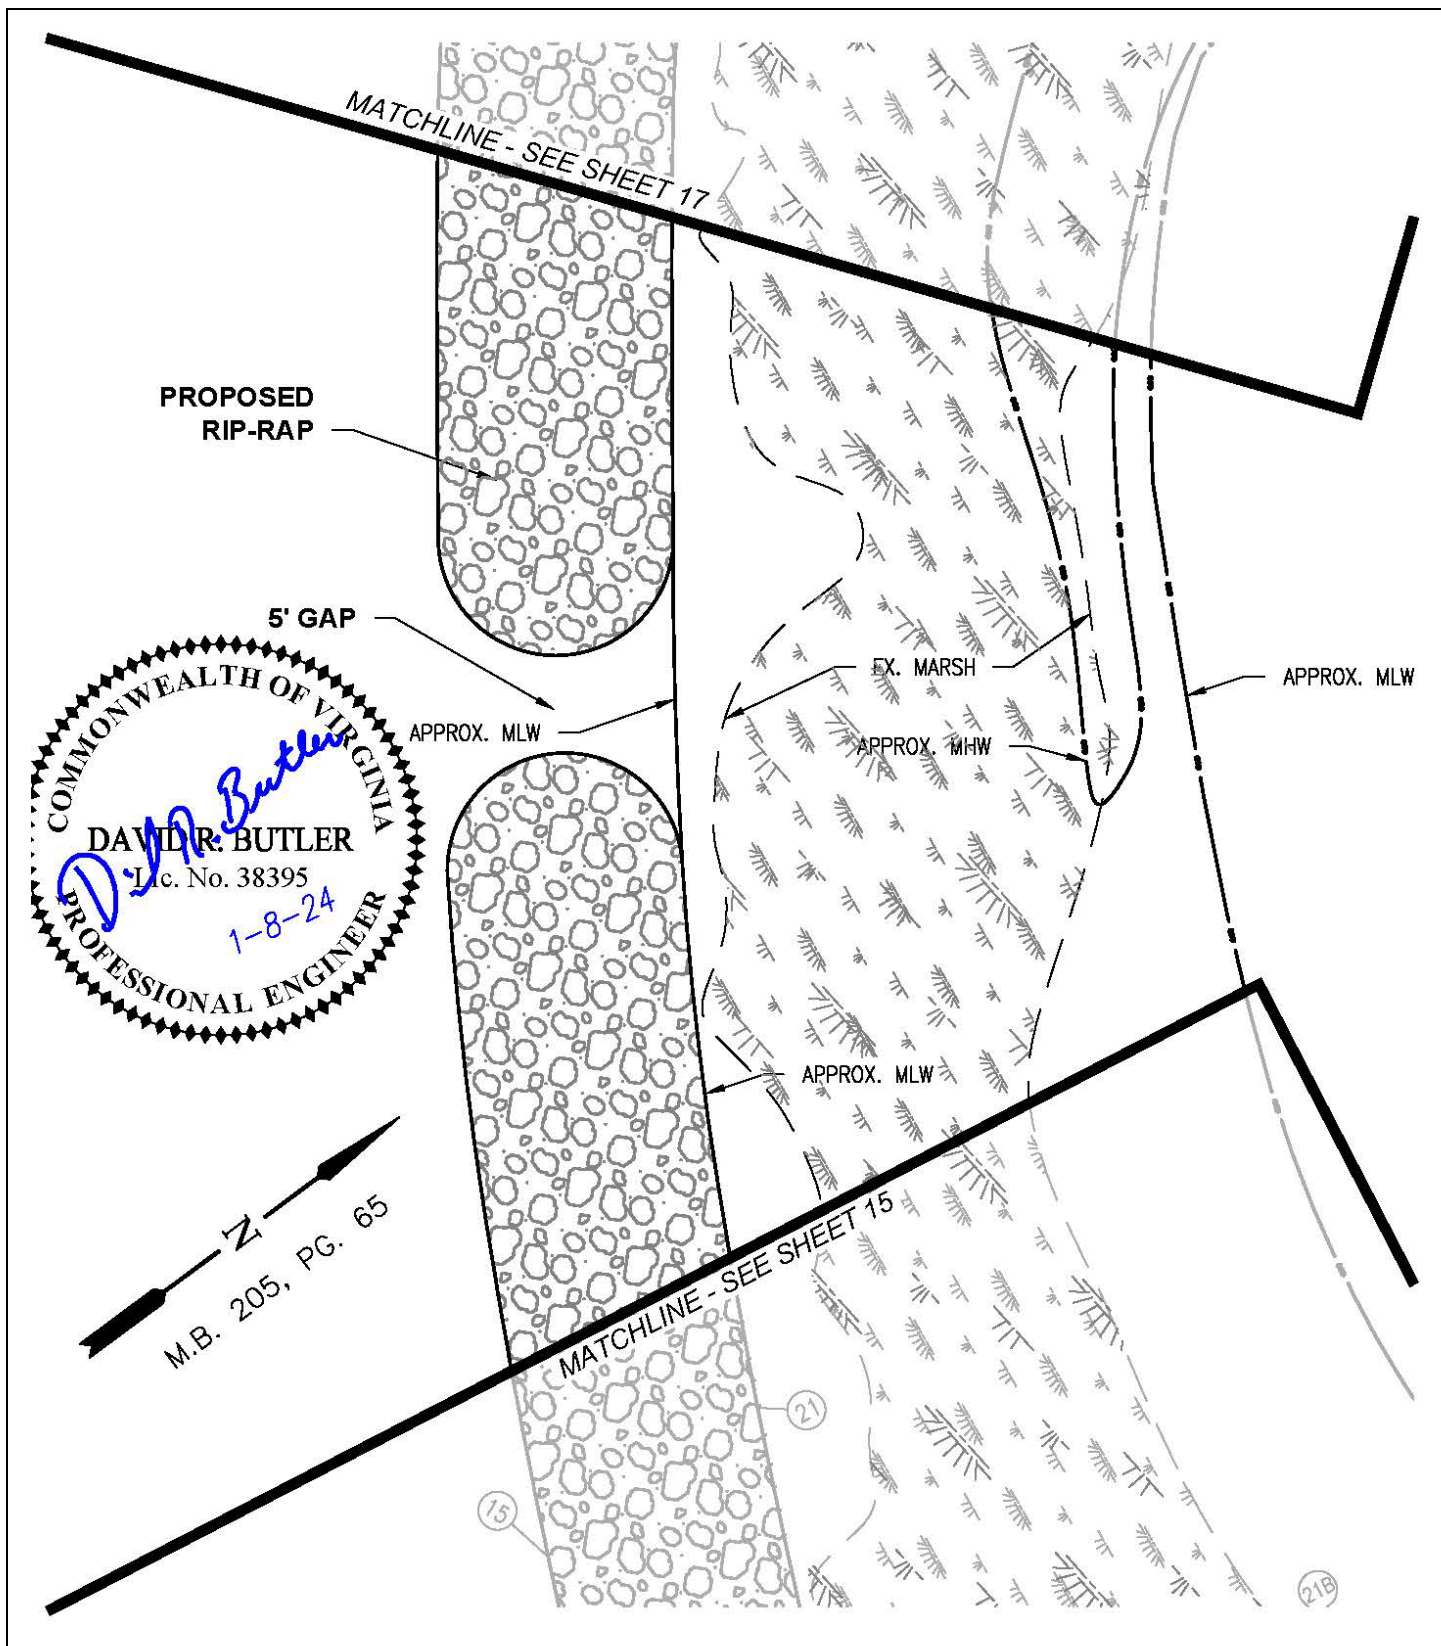 MATCHLINE - SEE SHEET 17
PROPOSED
RIP-RAP
5' GAP
EX. MARSH
APPROX. MLW
APPROX. MLW
APPROX. MHW
COMMONWEALTH OF VIRGINIA
DAVID R. BUTLER
Lic. No. 38395
PROFESSIONAL ENGINEER
David R. Butler
1-8-24
APPROX. MLW
N
M.B. 205, PG. 65
MATCHLINE - SEE SHEET 15
21
15
21B